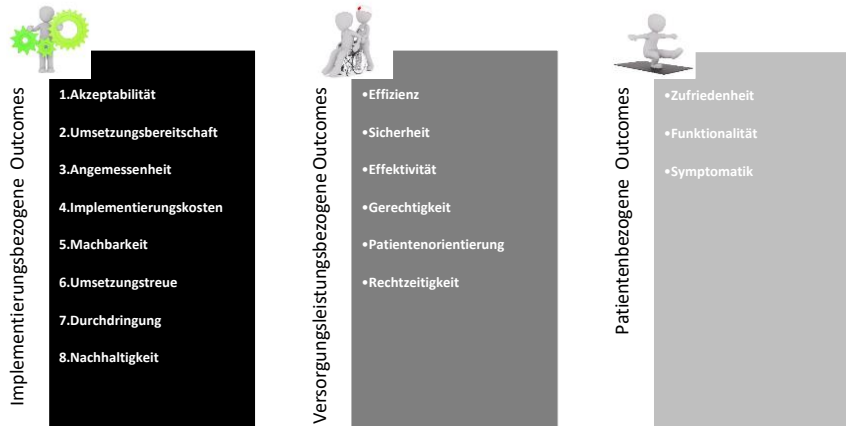 Implementierungsbezogene Outcomes
1.Akzeptabilität
2.Umsetzungsbereitschaft
3.Angemessenheit
4.Implementierungskosten
5.Machbarkeit
6.Umsetzungstreue
7.Durchdringung
8.Nachhaltigkeit
Versorgungsleistungsbezogene Outcomes
•Effizienz
•Sicherheit
•Effektivität
•Gerechtigkeit
•Patientenorientierung
•Rechtzeitigkeit
Patientenbezogene Outcomes
•Zufriedenheit
•Funktionalität
•Symptomatik